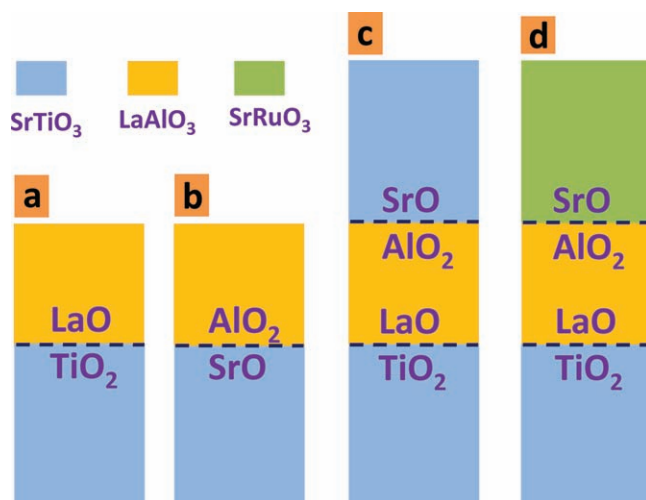 SrTiO₃ LaAlO₃ SrRuO₃
a
LaO
TiO₂
b
AlO₂
SrO
c
SrO
AlO₂
LaO
TiO₂
d
SrO
AlO₂
LaO
TiO₂